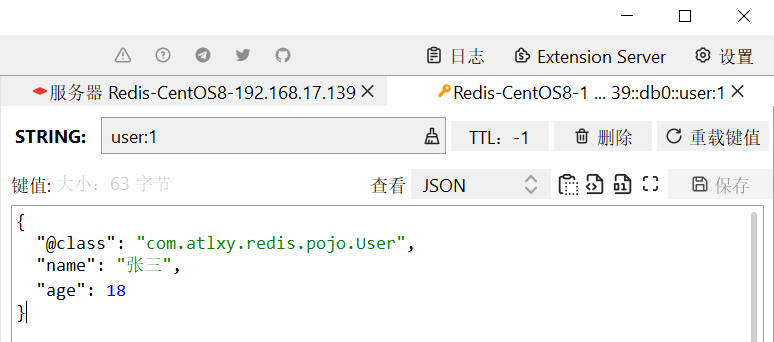 日志 Extension Server 设置
服务器 Redis-CentOS8-192.168.17.139 Redis-CentOS8-1 ... 39::db0::user:1
STRING: user:1 TTL: -1 删除 重载键值
键值: 大小: 63 字节 查看 JSON 保存
{
"@class": "com.atlxy.redis.pojo.User",
"name": "张三",
"age": 18
}